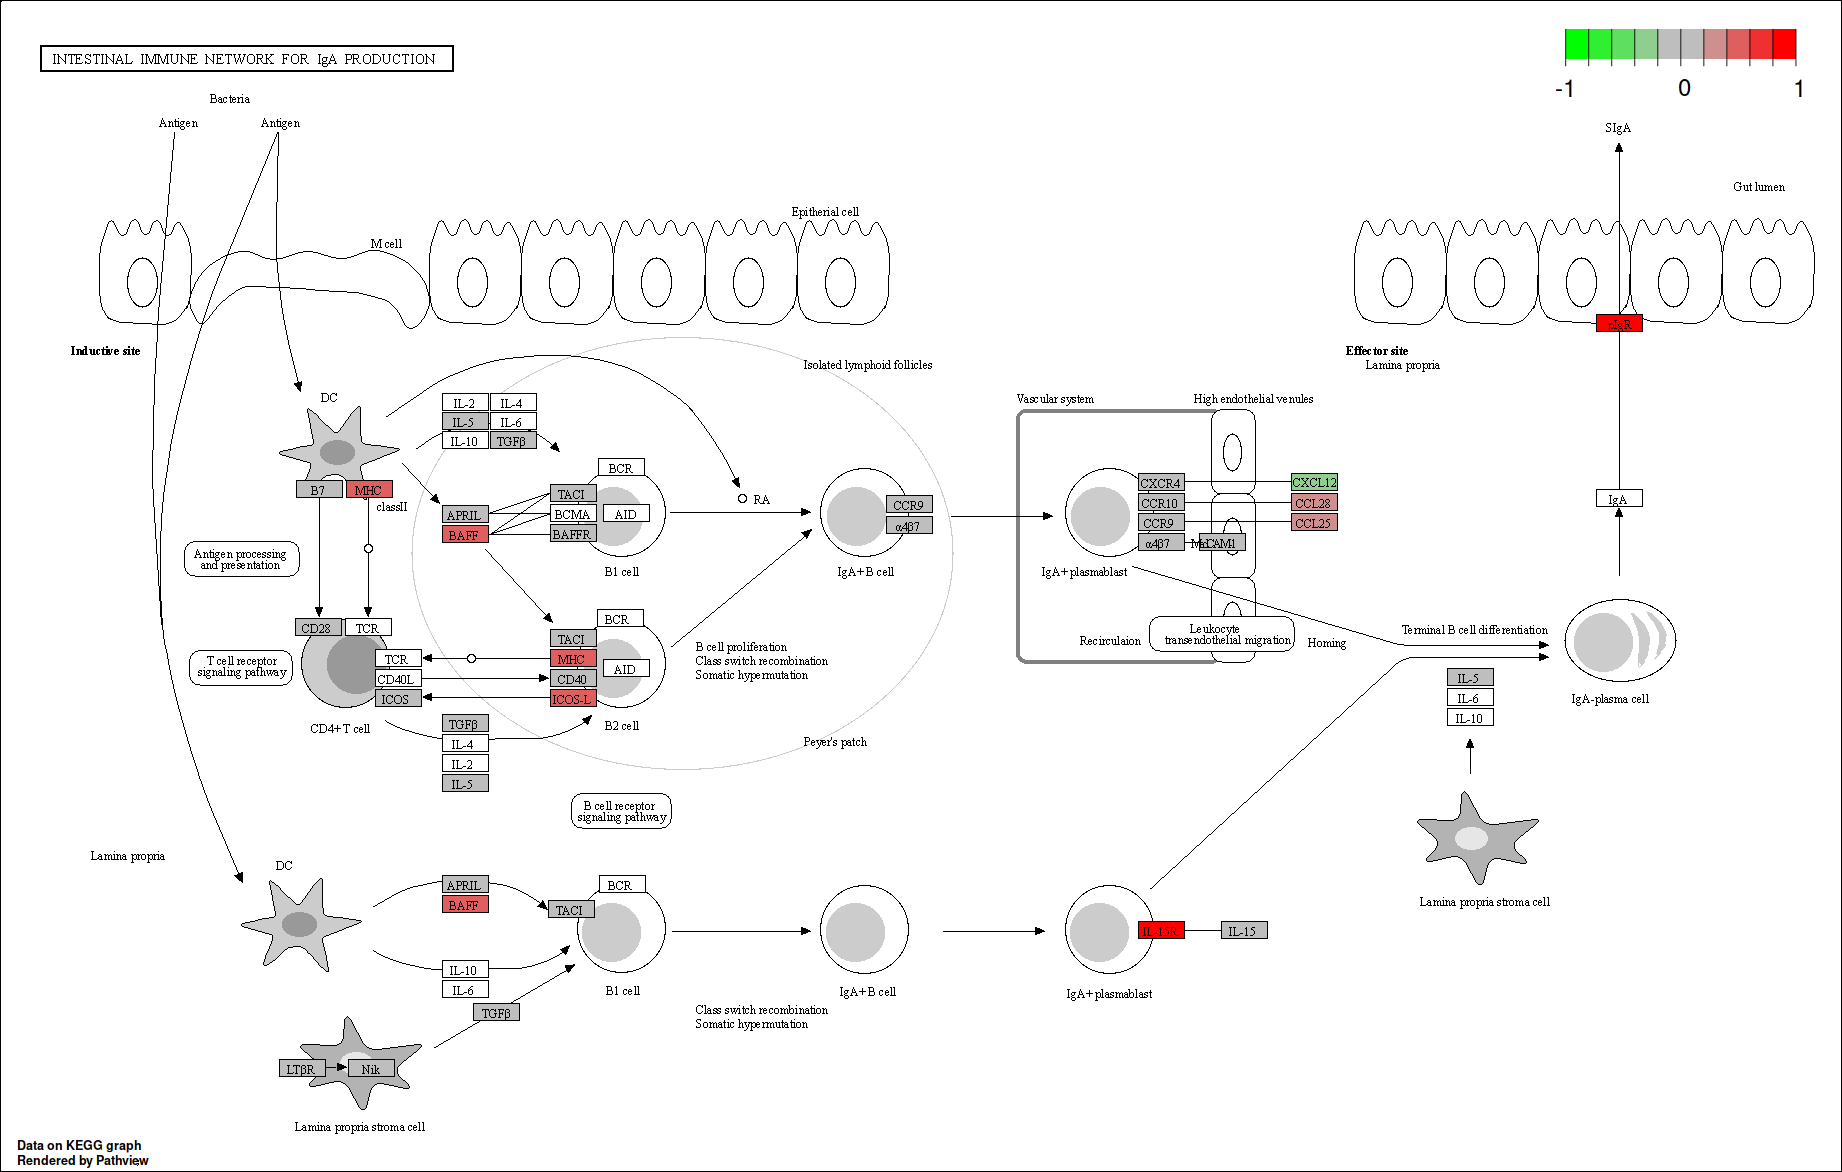 INTESTINAL IMMUNE NETWORK FOR IgA PRODUCTION
-1
0
1
Bacteria
Antigen
Antigen
SIgA
Gut lumen
Epitherial cell
M cell
pIgR
Inductive site
Effector site
Lamina propria
Isolated lymphoid follicles
DC
IL-2
IL-4
IL-5
IL-6
IL-10
TGFβ
Vascular system
High endothelial venules
B7
MHC
classII
BCR
TACI
BCMA
BAFFR
AID
APRIL
BAFF
B1 cell
RA
CCR9
α4β7
IgA+ B cell
CXCR4
CCR10
CCR9
α4β7
CXCL12
CCL28
CCL25
IgA+ plasmablast
IgA
Antigen processing
and presentation
CD28
TCR
BCR
TACI
MHC
CD40
ICOS-L
AID
TCR
CD40L
ICOS
T cell receptor
signaling pathway
CD4+ T cell
B2 cell
B cell proliferation
Class switch recombination
Somatic hypermutation
Recirculaion
Leukocyte
transendothelial migration
Homing
Terminal B cell differentiation
IL-5
IL-6
IL-10
IgA-plasma cell
TGFβ
IL-4
IL-2
IL-5
Peyer's patch
B cell receptor
signaling pathway
Lamina propria
DC
APRIL
BAFF
BCR
TACI
IL-10
IL-6
TGFβ
B1 cell
IgA+ B cell
IL-15R
IL-15
IgA+ plasmablast
Lamina propria stroma cell
Class switch recombination
Somatic hypermutation
LTβR
Nik
Lamina propria stroma cell
Data on KEGG graph
Rendered by Pathview